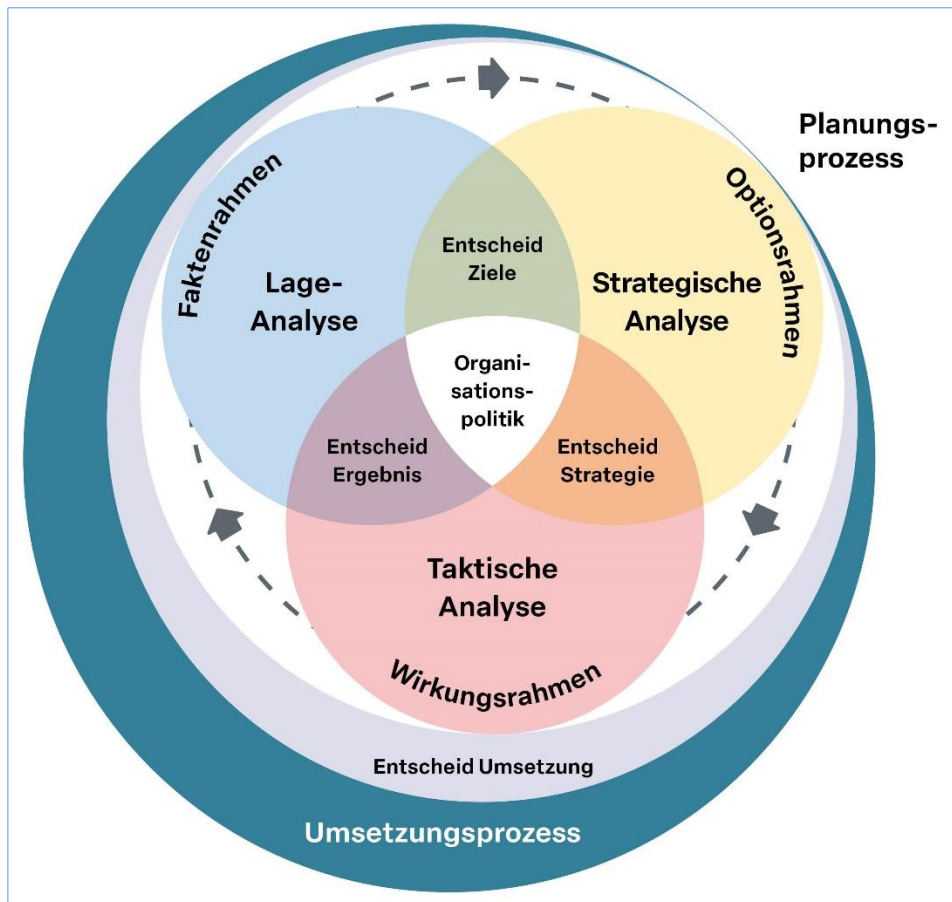 Planungs-
prozess
Faktenrahmen
Optionsrahmen
Entscheid
Ziele
Lage-
Analyse
Strategische
Analyse
Organi-
sations-
politik
Entscheid
Ergebnis
Entscheid
Strategie
Taktische
Analyse
Wirkungsrahmen
Entscheid Umsetzung
Umsetzungsprozess